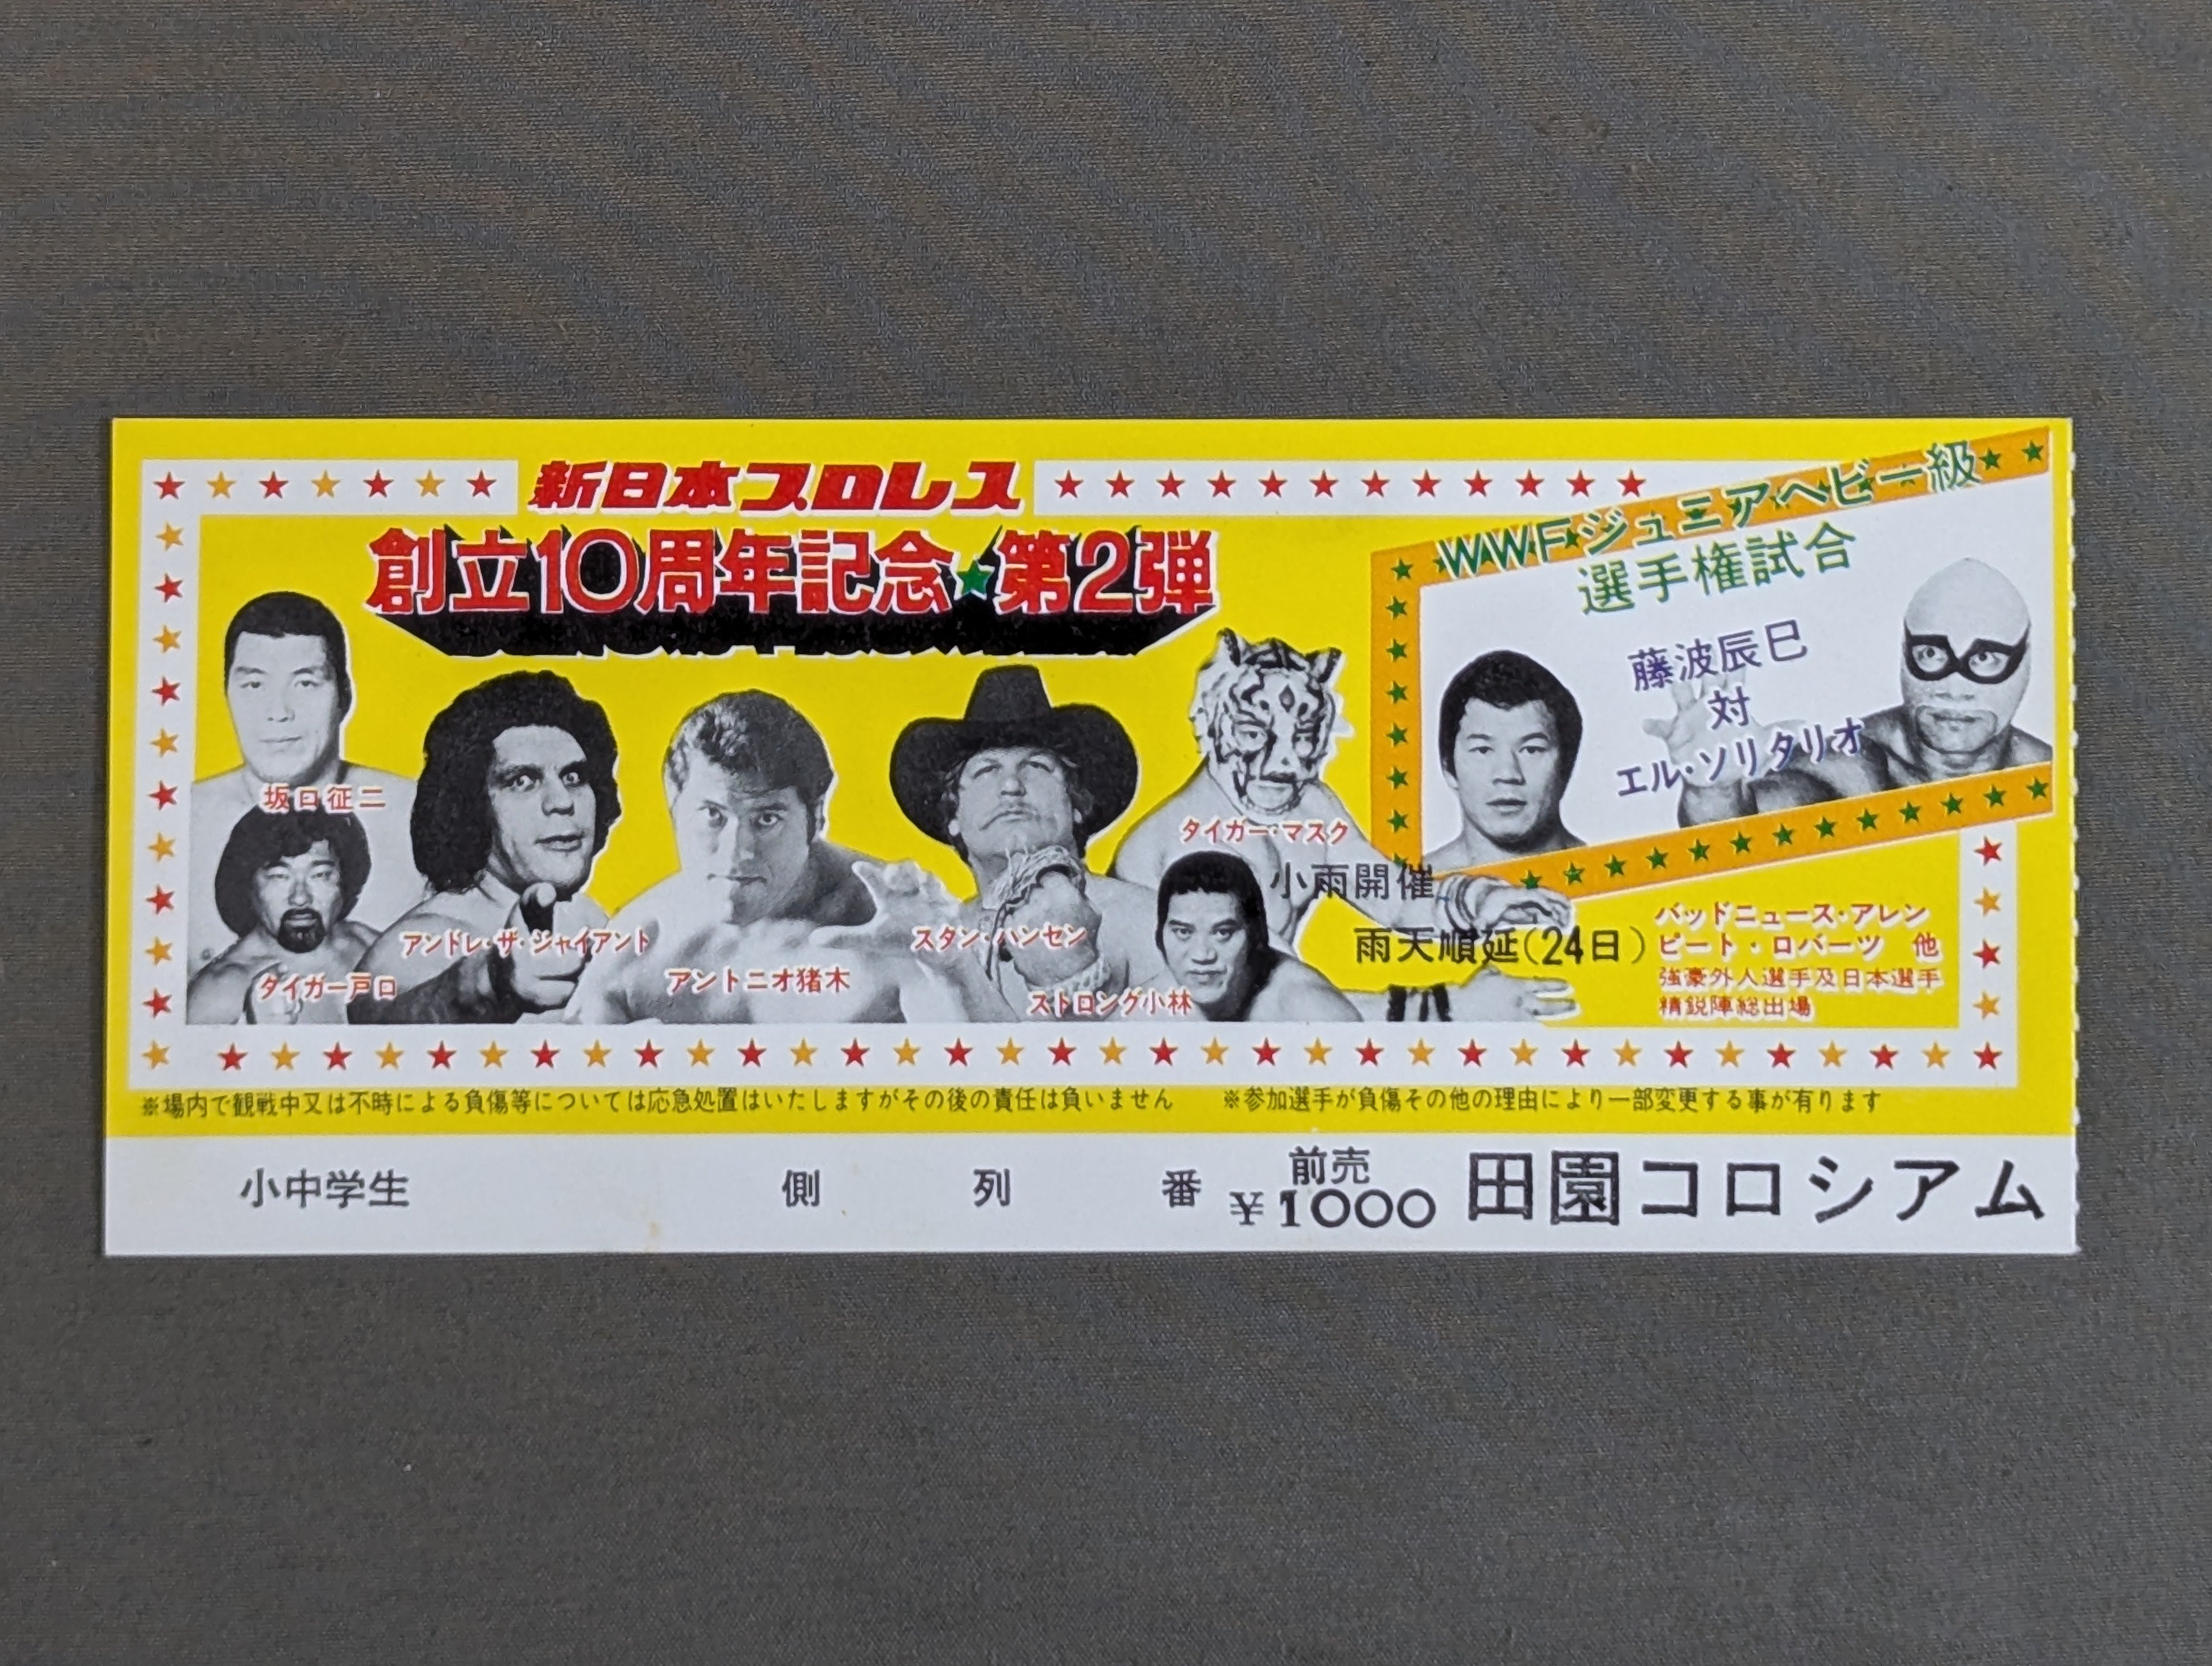 新日本プロレス
創立10周年記念★第2弾
WWFジュニアヘビー級
選手権試合
藤波辰巳
対
エル・ソリタリオ
坂口征二
タイガー戸口
アンドレ・ザ・ジャイアント
アントニオ猪木
スタン・ハンセン
タイガー・マスク
ストロング小林
小雨開催
雨天順延(24日)
バッドニュース・アレン
ピート・ロバーツ 他
強豪外人選手及日本選手
精鋭陣総出場
※場内で観戦中又は不時による負傷等については応急処置はいたしますがその後の責任は負いません ※参加選手が負傷その他の理由により一部変更する事が有ります
小中学生 側 列 番 前売 ¥1000 田園コロシアム